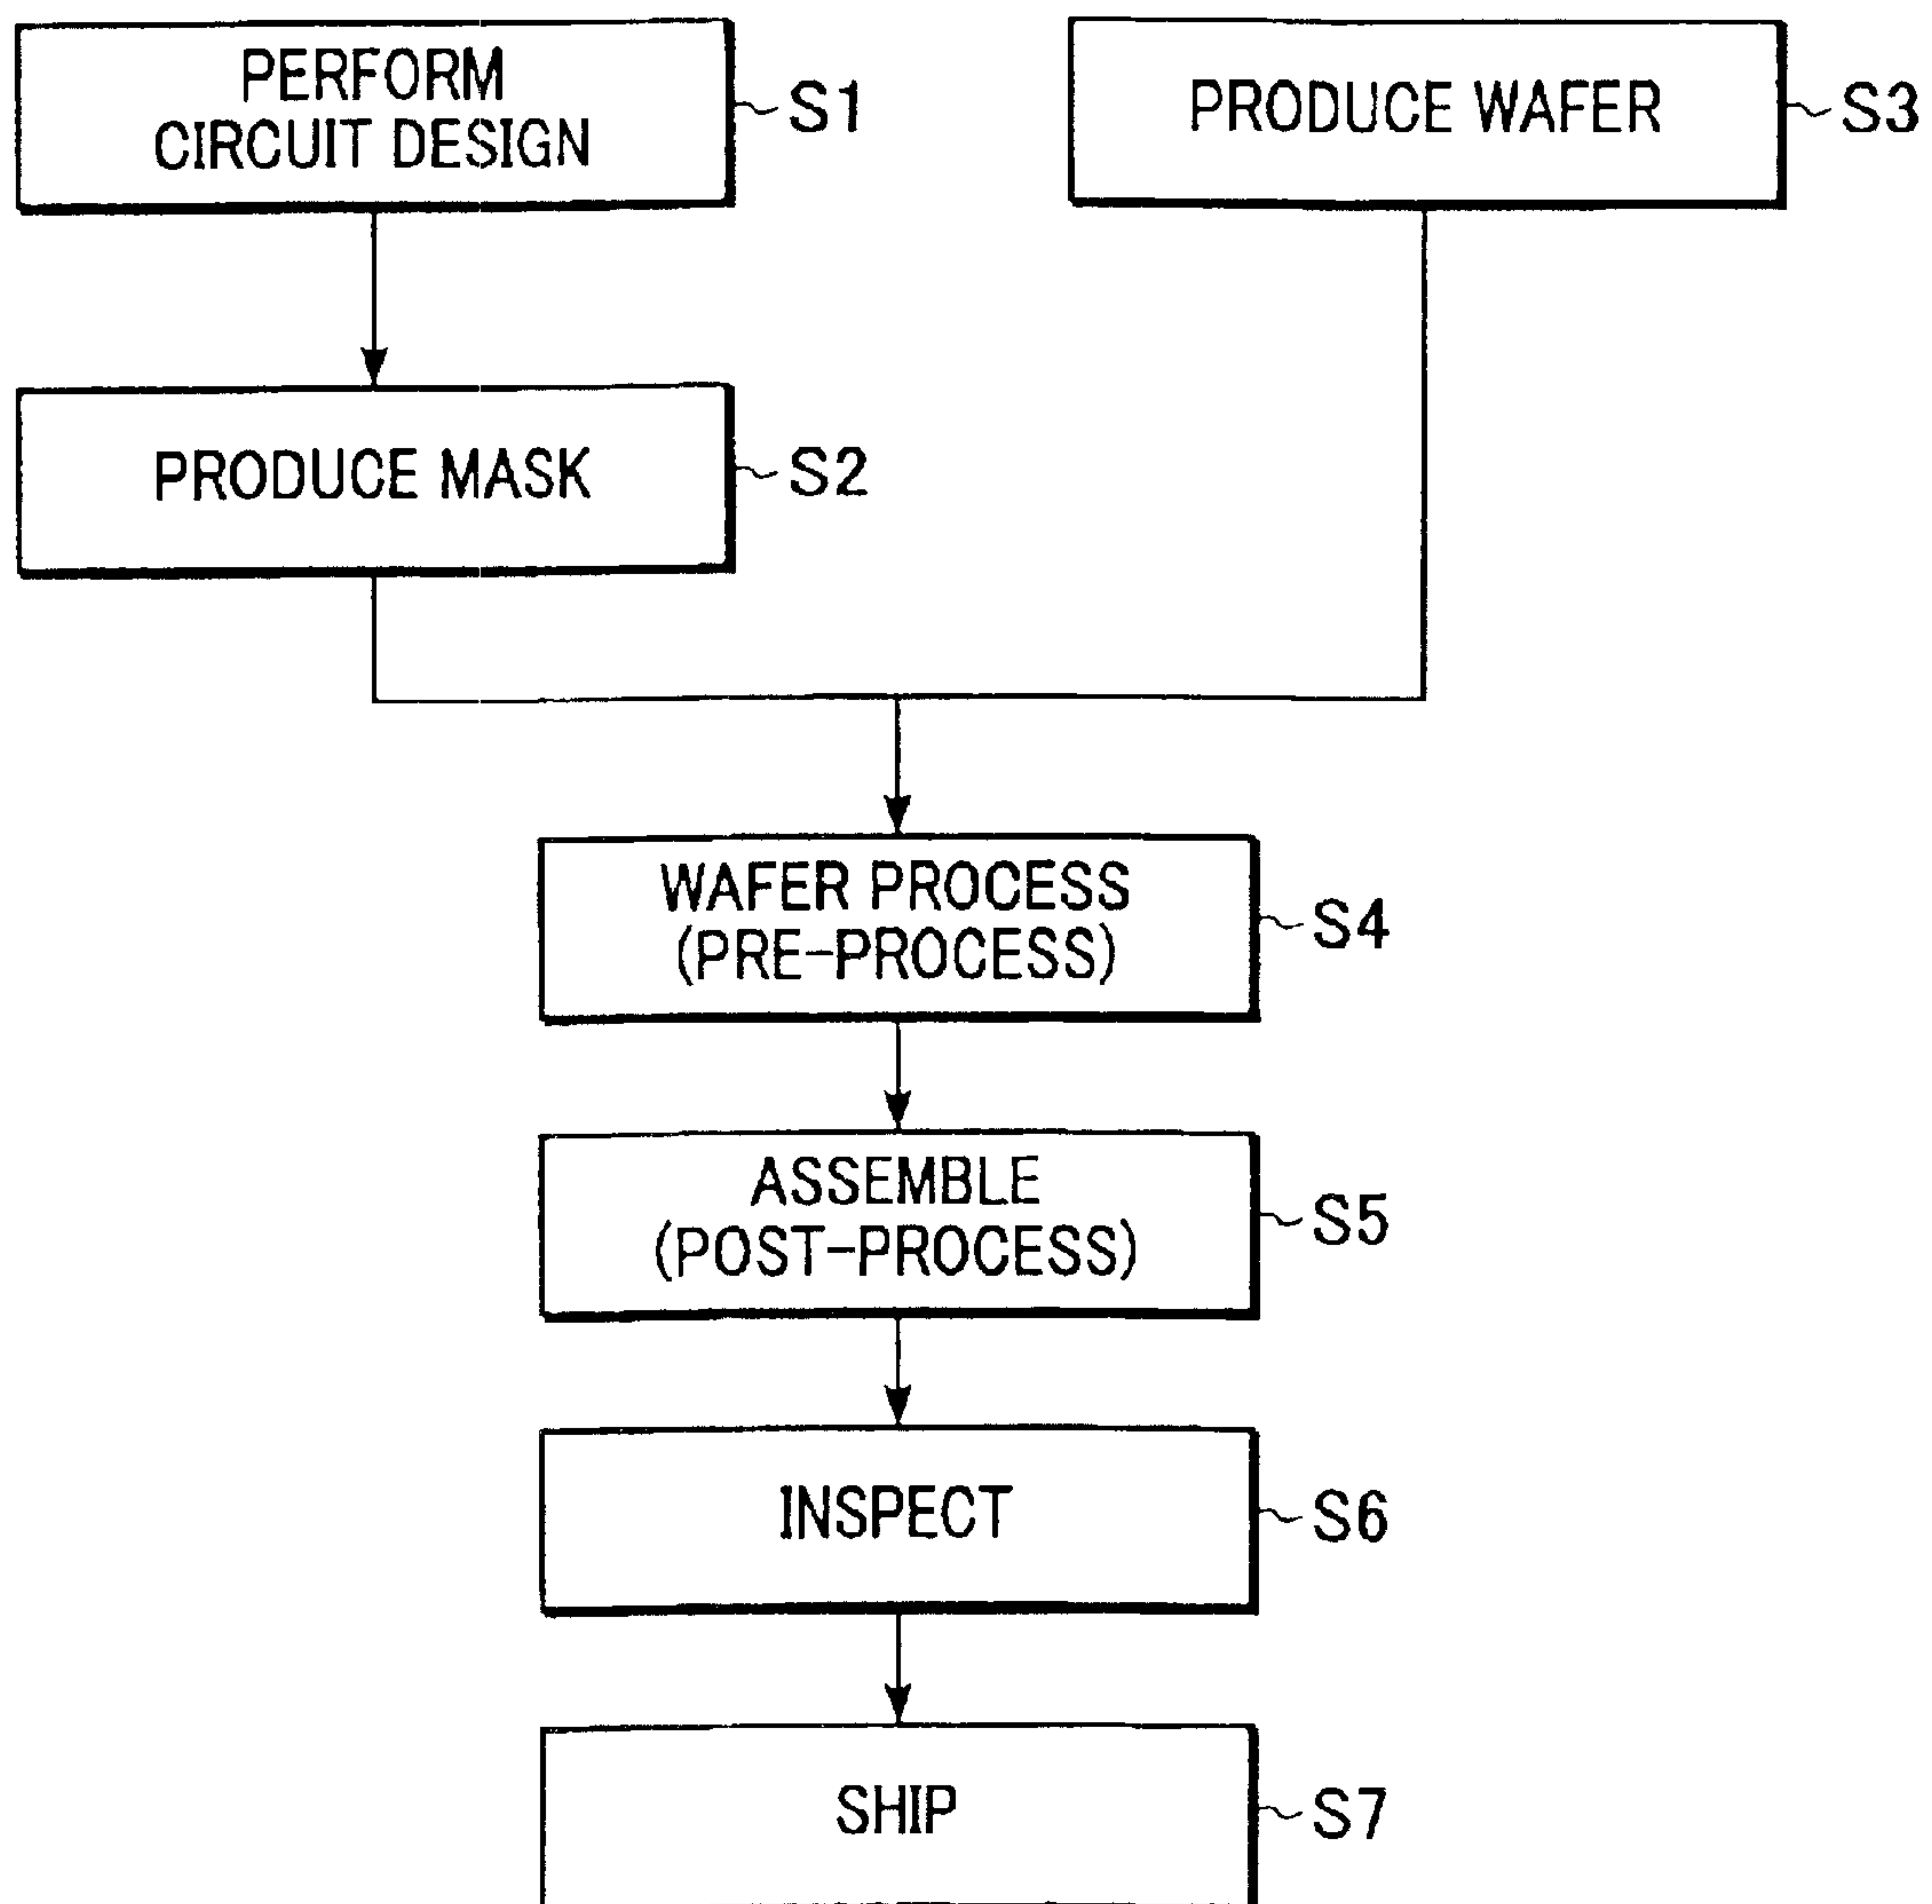 PERFORM
CIRCUIT DESIGN
S1
PRODUCE WAFER
S3
PRODUCE MASK
S2
WAFER PROCESS
(PRE-PROCESS)
S4
ASSEMBLE
(POST-PROCESS)
S5
INSPECT
S6
SHIP
S7